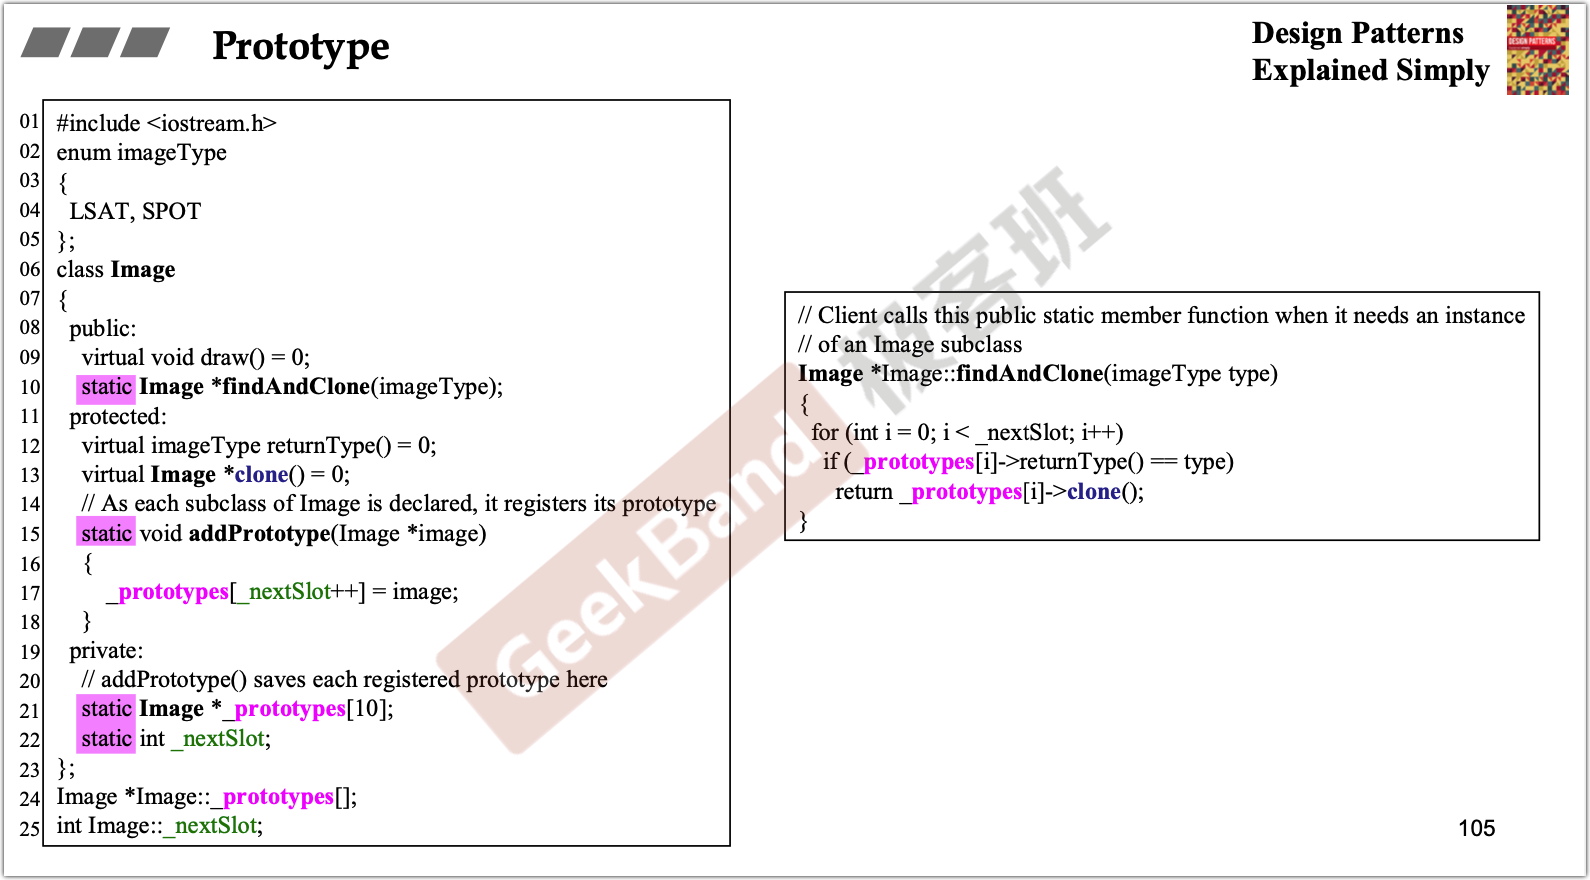 Prototype
Design Patterns
Explained Simply
DESIGN PATTERNS
01 #include <iostream.h>
02 enum imageType
03 {
04 LSAT, SPOT
05 };
06 class Image
07 {
08 public:
09 virtual void draw() = 0;
10 static Image *findAndClone(imageType);
11 protected:
12 virtual imageType returnType() = 0;
13 virtual Image *clone() = 0;
14 // As each subclass of Image is declared, it registers its prototype
15 static void addPrototype(Image *image)
16 {
17 _prototypes[_nextSlot++] = image;
18 }
19 private:
20 // addPrototype() saves each registered prototype here
21 static Image *_prototypes[10];
22 static int _nextSlot;
23 };
24 Image *Image::_prototypes[];
25 int Image::_nextSlot;
// Client calls this public static member function when it needs an instance
// of an Image subclass
Image *Image::findAndClone(imageType type)
{
for (int i = 0; i < _nextSlot; i++)
if (_prototypes[i]->returnType() == type)
return _prototypes[i]->clone();
}
GeekBand 极客班
105